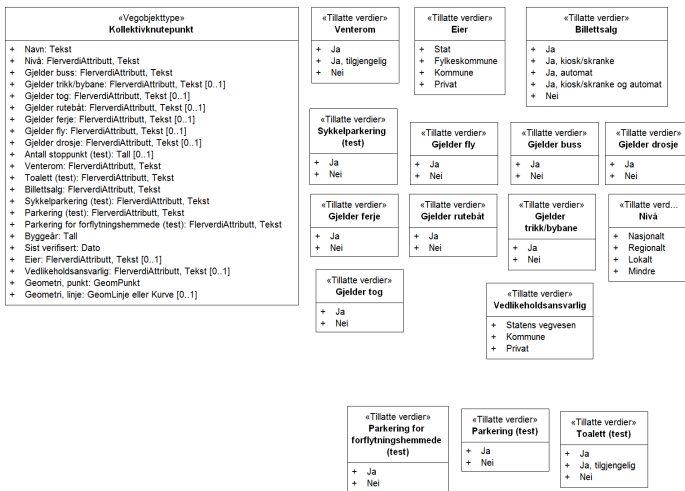 «Vegobjekttype»
Kollektivknutepunkt
+ Navn: Tekst
+ Nivå: FlerverdiAttributt, Tekst
+ Gjelder buss: FlerverdiAttributt, Tekst
+ Gjelder trikk/bybane: FlerverdiAttributt, Tekst [0..1]
+ Gjelder tog: FlerverdiAttributt, Tekst [0..1]
+ Gjelder rutebåt: FlerverdiAttributt, Tekst [0..1]
+ Gjelder ferje: FlerverdiAttributt, Tekst [0..1]
+ Gjelder fly: FlerverdiAttributt, Tekst [0..1]
+ Gjelder drosje: FlerverdiAttributt, Tekst [0..1]
+ Antall stoppunkt (test): Tall [0..1]
+ Venterom: FlerverdiAttributt, Tekst
+ Toalett (test): FlerverdiAttributt, Tekst
+ Billettsalg: FlerverdiAttributt, Tekst
+ Sykkelparkering (test): FlerverdiAttributt, Tekst
+ Parkering (test): FlerverdiAttributt, Tekst
+ Parkering for forflytningshemmede (test): FlerverdiAttributt, Tekst
+ Byggeår: Tall
+ Sist verifisert: Dato
+ Eier: FlerverdiAttributt, Tekst [0..1]
+ Vedlikeholdsansvarlig: FlerverdiAttributt, Tekst [0..1]
+ Geometri, punkt: GeomPunkt
+ Geometri, linje: GeomLinje eller Kurve [0..1]
«Tillatte verdier»
Venterom
+ Ja
+ Ja, tilgjengelig
+ Nei
«Tillatte verdier»
Eier
+ Stat
+ Fylkeskommune
+ Kommune
+ Privat
«Tillatte verdier»
Billettsalg
+ Ja
+ Ja, kiosk/skranke
+ Ja, automat
+ Ja, kiosk/skranke og automat
+ Nei
«Tillatte verdier»
Sykkelparkering
(test)
+ Ja
+ Nei
«Tillatte verdier»
Gjelder fly
+ Ja
+ Nei
«Tillatte verdier»
Gjelder buss
+ Ja
+ Nei
«Tillatte verdier»
Gjelder drosje
+ Ja
+ Nei
«Tillatte verdier»
Gjelder ferje
+ Ja
+ Nei
«Tillatte verdier»
Gjelder rutebåt
+ Ja
+ Nei
«Tillatte verdier»
Gjelder
trikk/bybane
+ Ja
+ Nei
«Tillatte verd...
Nivå
+ Nasjonalt
+ Regionalt
+ Lokalt
+ Mindre
«Tillatte verdier»
Gjelder tog
+ Ja
+ Nei
«Tillatte verdier»
Vedlikeholdsansvarlig
+ Statens vegvesen
+ Kommune
+ Privat
«Tillatte verdier»
Parkering for
forflytningshemmede
(test)
+ Ja
+ Nei
«Tillatte verdier»
Parkering (test)
+ Ja
+ Nei
«Tillatte verdier»
Toalett (test)
+ Ja
+ Ja, tilgjengelig
+ Nei